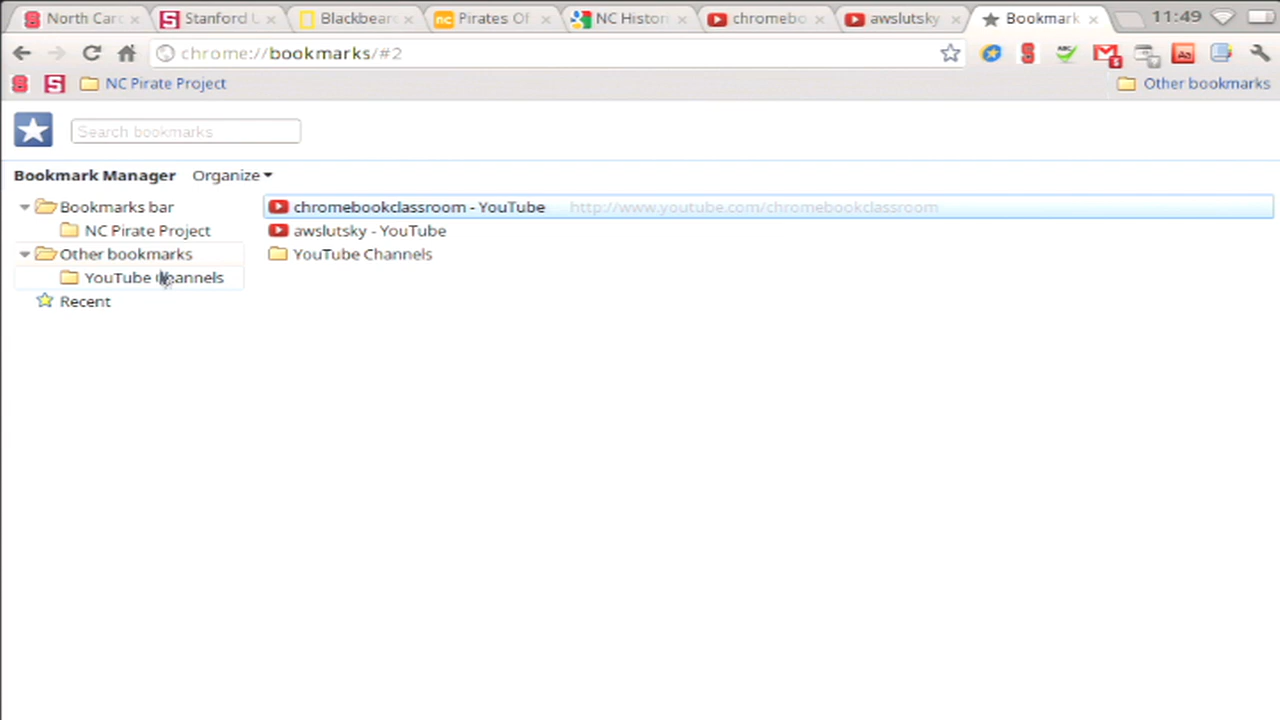 North Carc Stanford U Blackbeard Pirates Of NC Histor chromebo awslutsky Bookmark 11:49
chrome://bookmarks/#2
NC Pirate Project Other bookmarks
Search bookmarks
Bookmark Manager Organize
Bookmarks bar chromebookclassroom - YouTube http://www.youtube.com/chromebookclassroom
NC Pirate Project awslutsky - YouTube
Other bookmarks YouTube Channels
YouTube Channels
Recent